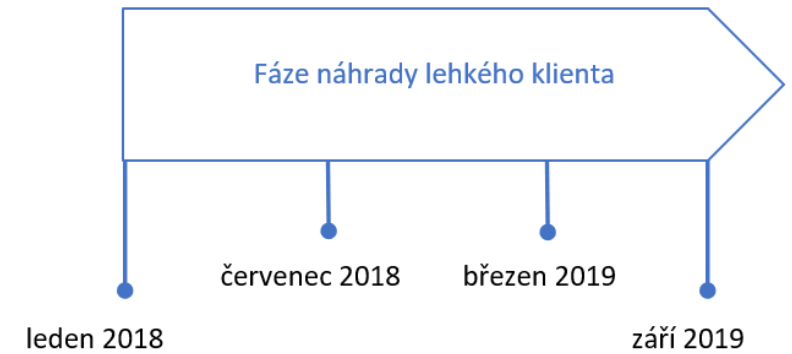 Fáze náhrady lehkého klienta
červenec 2018
březen 2019
leden 2018
září 2019